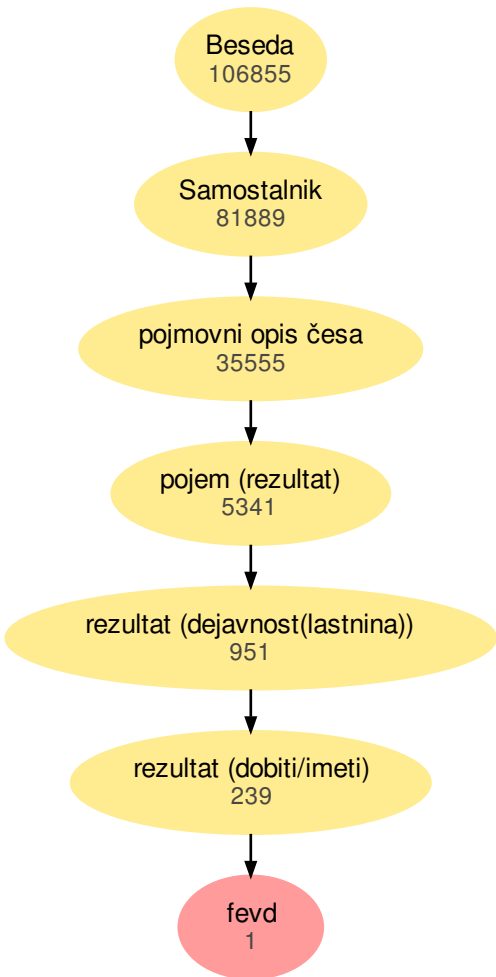 Beseda
106855
Samostalnik
81889
pojmovni opis česa
35555
pojem (rezultat)
5341
rezultat (dejavnost(lastnina))
951
rezultat (dobiti/imeti)
239
fevd
1